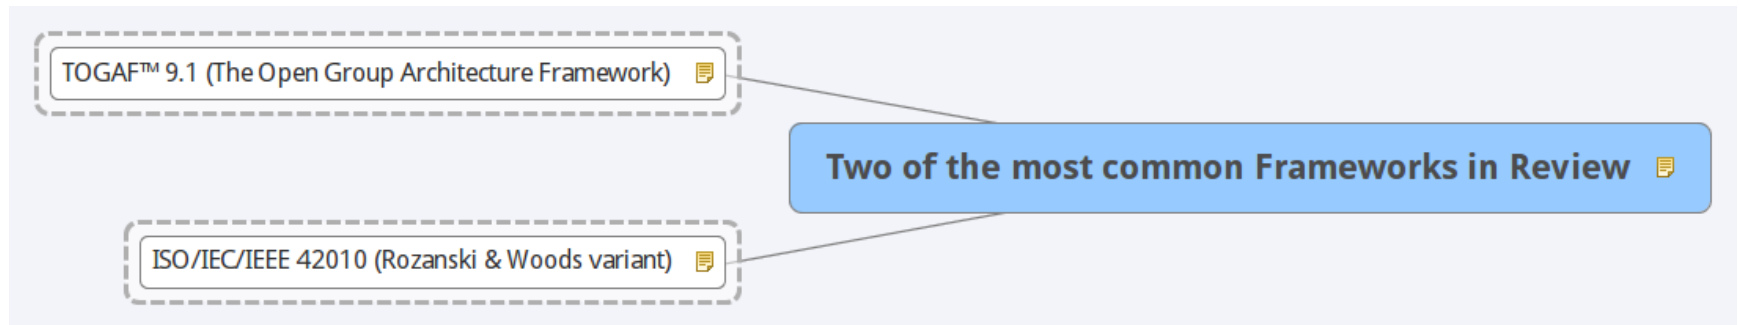 TOGAF™ 9.1 (The Open Group Architecture Framework)
Two of the most common Frameworks in Review
ISO/IEC/IEEE 42010 (Rozanski & Woods variant)